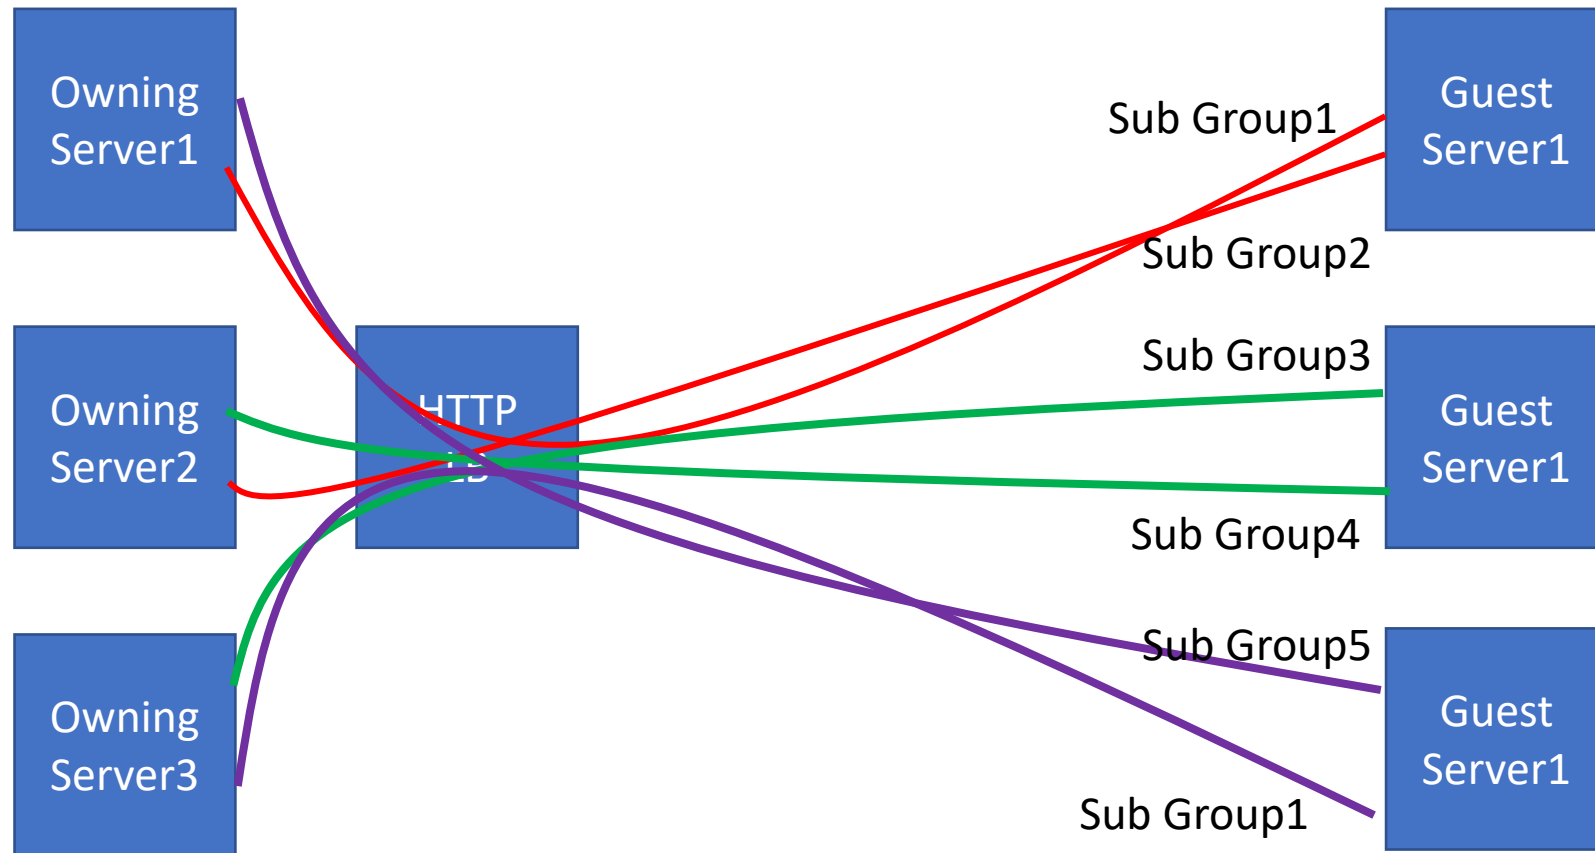 Owning
Server1
Sub Group1
Guest
Server1
Sub Group2
Owning
Server2
HTTP
LB
Sub Group3
Guest
Server1
Sub Group4
Owning
Server3
Sub Group5
Guest
Server1
Sub Group1